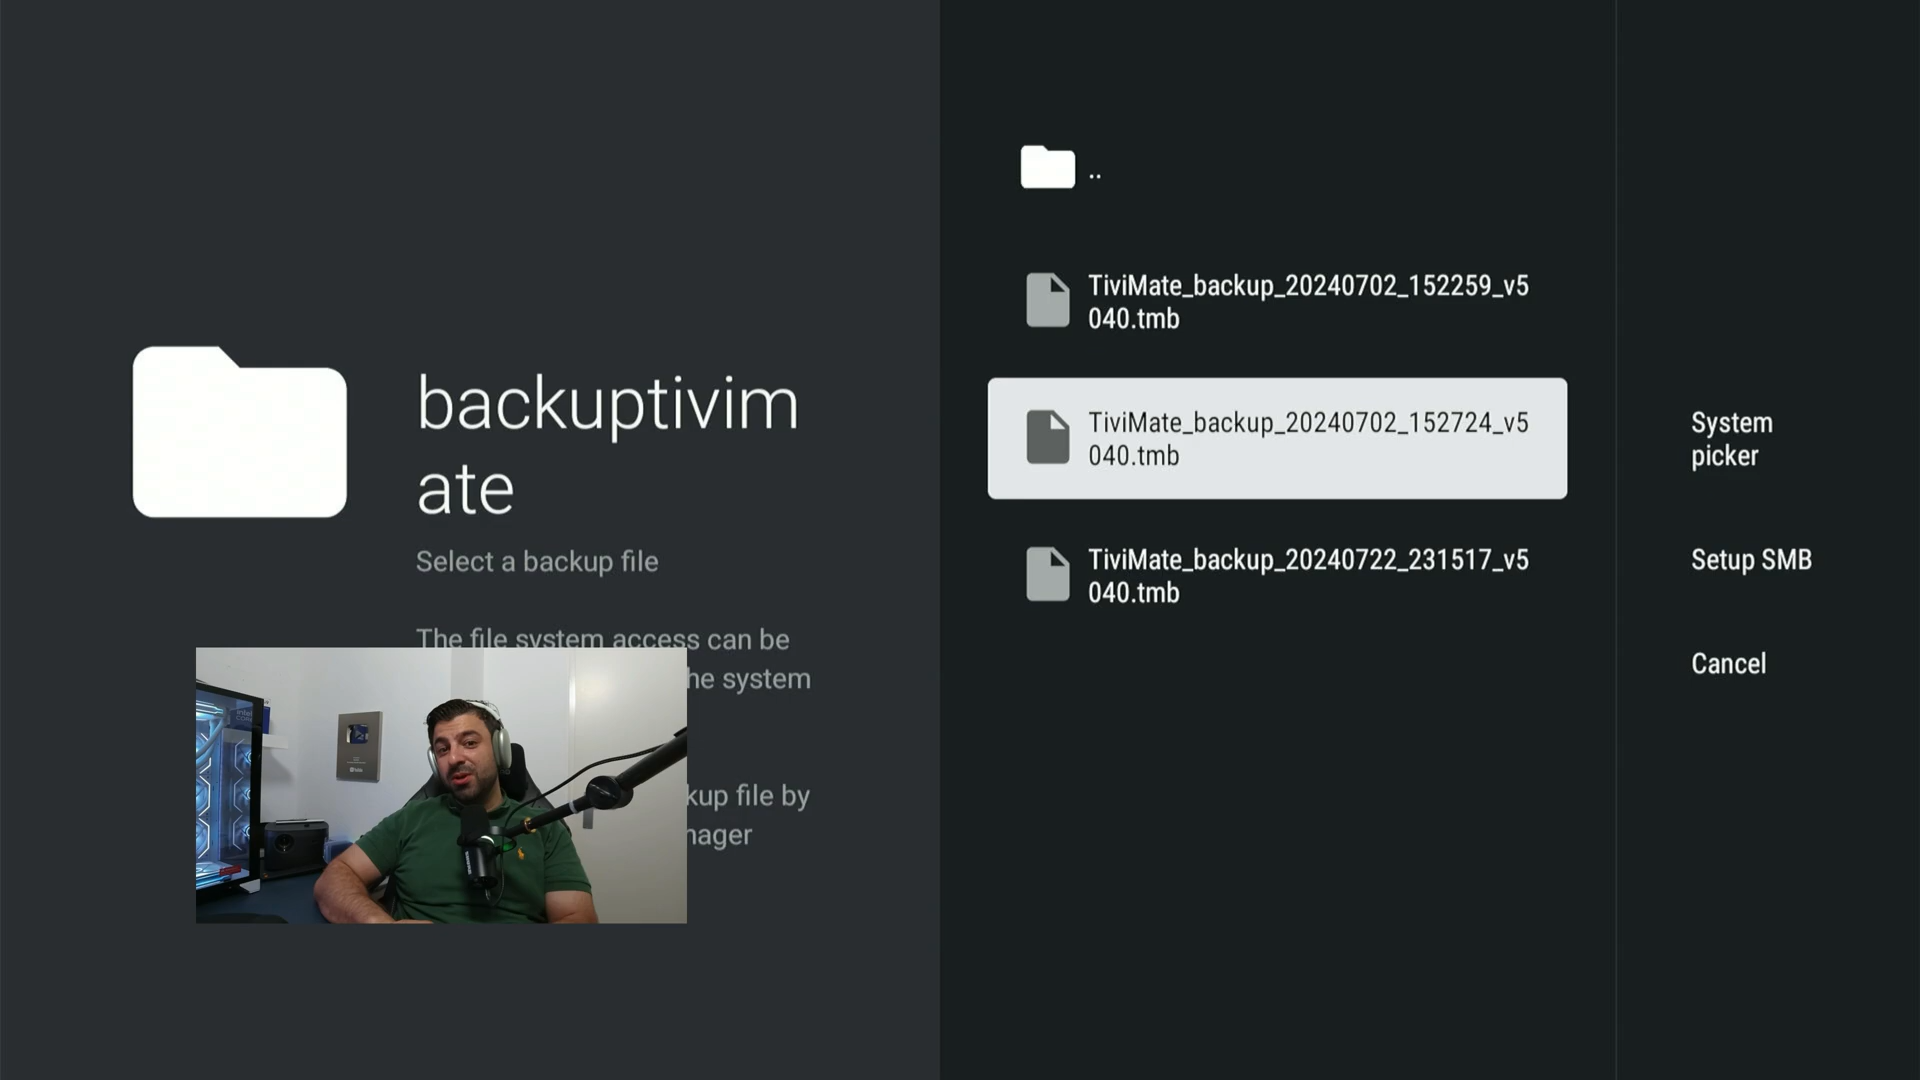 backuptivim
ate
Select a backup file
The file system access can be
he system
kup file by
nager
..
TiviMate_backup_20240702_152259_v5
040.tmb
TiviMate_backup_20240702_152724_v5
040.tmb
TiviMate_backup_20240722_231517_v5
040.tmb
System
picker
Setup SMB
Cancel